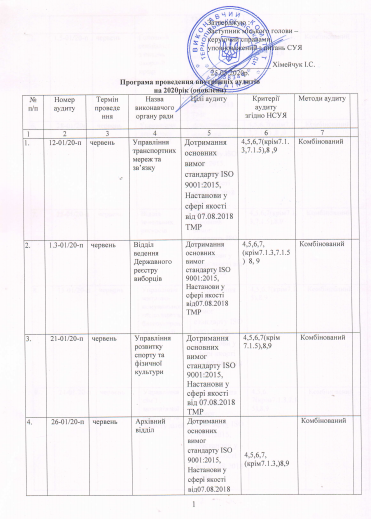 Заступник міського голови –
керуючий справами,
питань СУЯ
Хімейчук І.С.
Програма проведення внутрішніх аудитів
на 2020рік (оновлена)
№ п/п | Номер аудиту | Термін проведе ння | Назва виконавчого органу ради | Цілі аудиту | Критерії аудиту згідно НСУЯ | Методи аудиту
1 | 2 | 3 | 4 | 5 | 6 | 7
1. | 12-01/20-п | червень | Управління транспортних мереж та зв'язку | Дотримання основних вимог стандарту ISO 9001:2015, Настанови у сфері якості від 07.08.2018 ТМР | 4,5,6,7(крім7.1.3,7.1.5),8 ,9 | Комбінований
2. | 1.3-01/20-п | червень | Відділ ведення Державного реєстру виборців | Дотримання основних вимог стандарту ISO 9001:2015, Настанови у сфері якості від07.08.2018 ТМР | 4,5,6,7, (крім7.1.3,7.1.5 ) 8, 9 | Комбінований
3. | 21-01/20-п | червень | Управління розвитку спорту та фізичної культури | Дотримання основних вимог стандарту ISO 9001:2015, Настанови у сфері якості від 07.08.2018 ТМР | 4,5,6,7(крім 7.1.5),8,9 | Комбінований
4. | 26-01/20-п | червень | Архівний відділ | Дотримання основних вимог стандарту ISO 9001:2015, Настанови у сфері якості від07.08.2018 | 4,5,6,7, (крім7.1.3,)8,9 | Комбінований
1